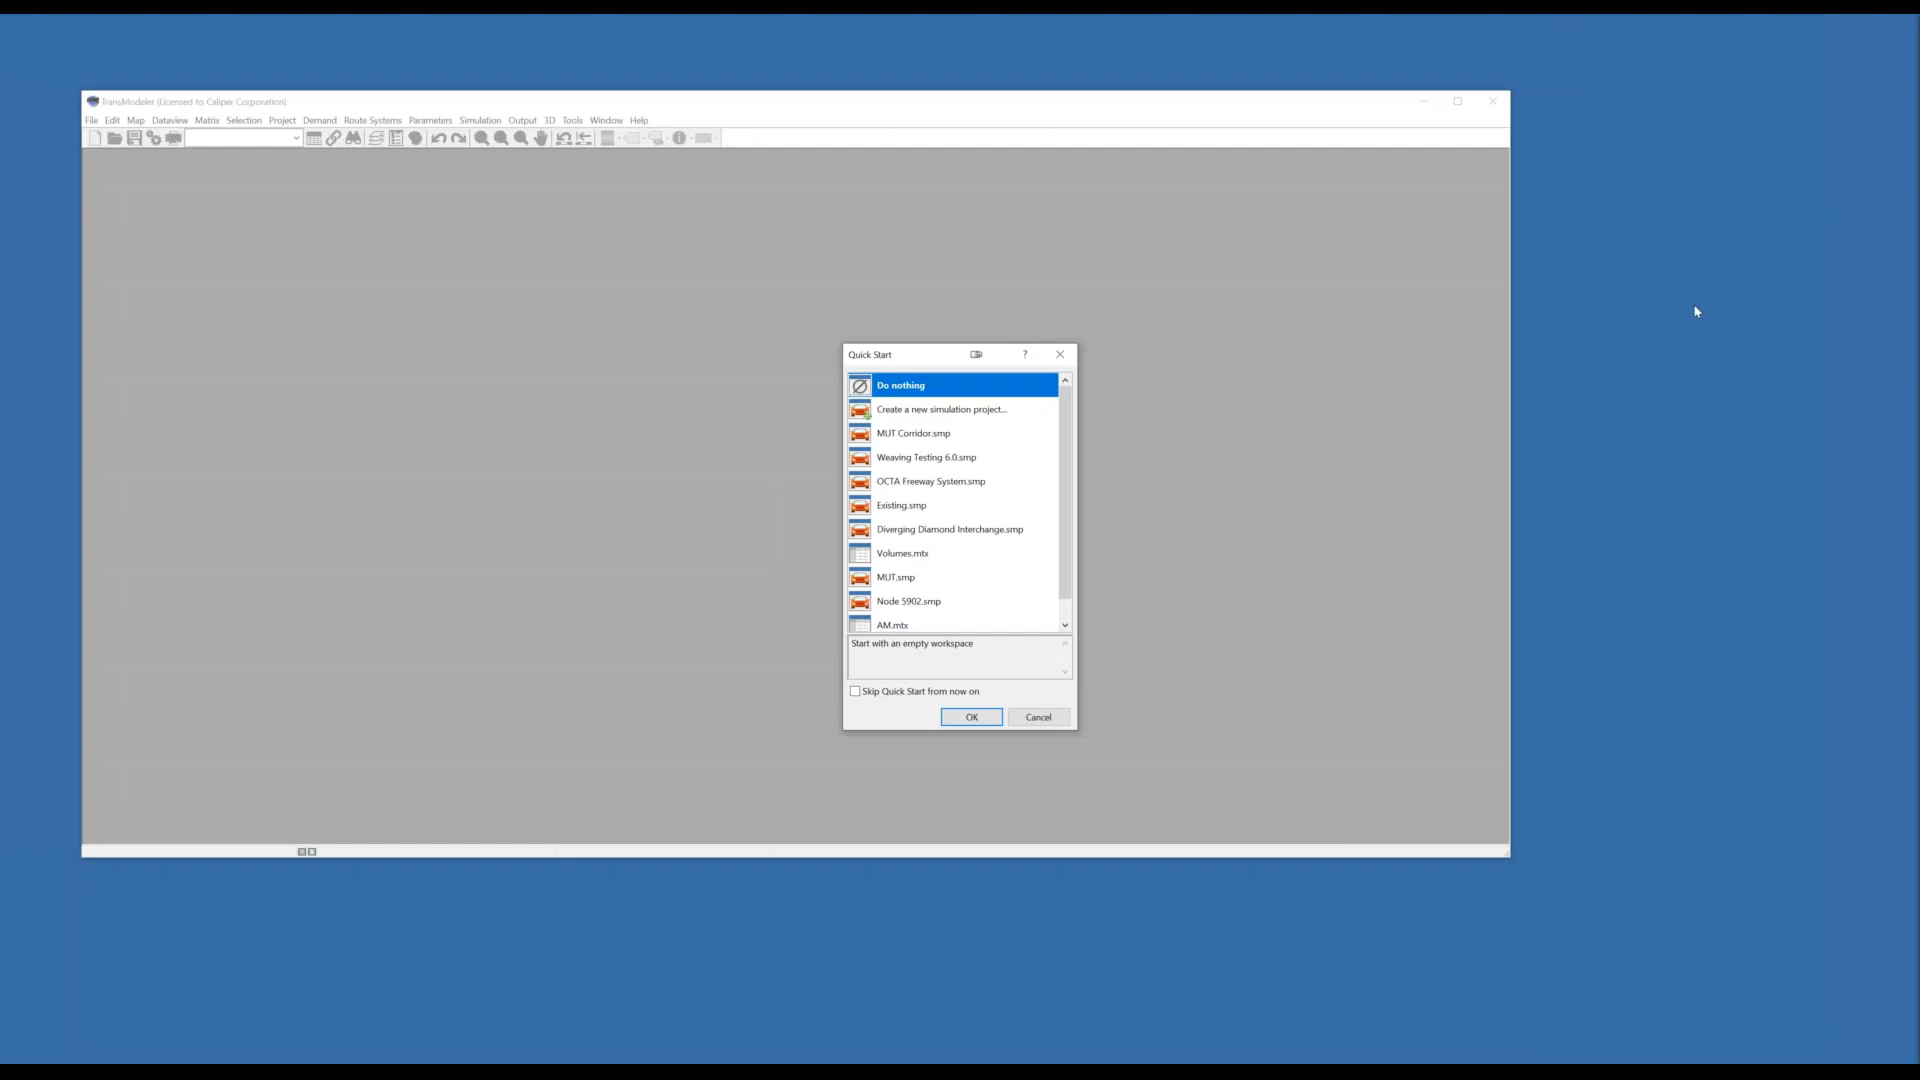 TransModeler (Licensed to Caliper Corporation)
File Edit Map Dataview Matrix Selection Project Demand Route Systems Parameters Simulation Output 3D Tools Window Help
Quick Start ?
Do nothing
Create a new simulation project...
MUT Corridor.smp
Weaving Testing 6.0.smp
OCTA Freeway System.smp
Existing.smp
Diverging Diamond Interchange.smp
Volumes.mtx
MUT.smp
Node 5902.smp
AM.mtx
Start with an empty workspace
Skip Quick Start from now on
OK Cancel